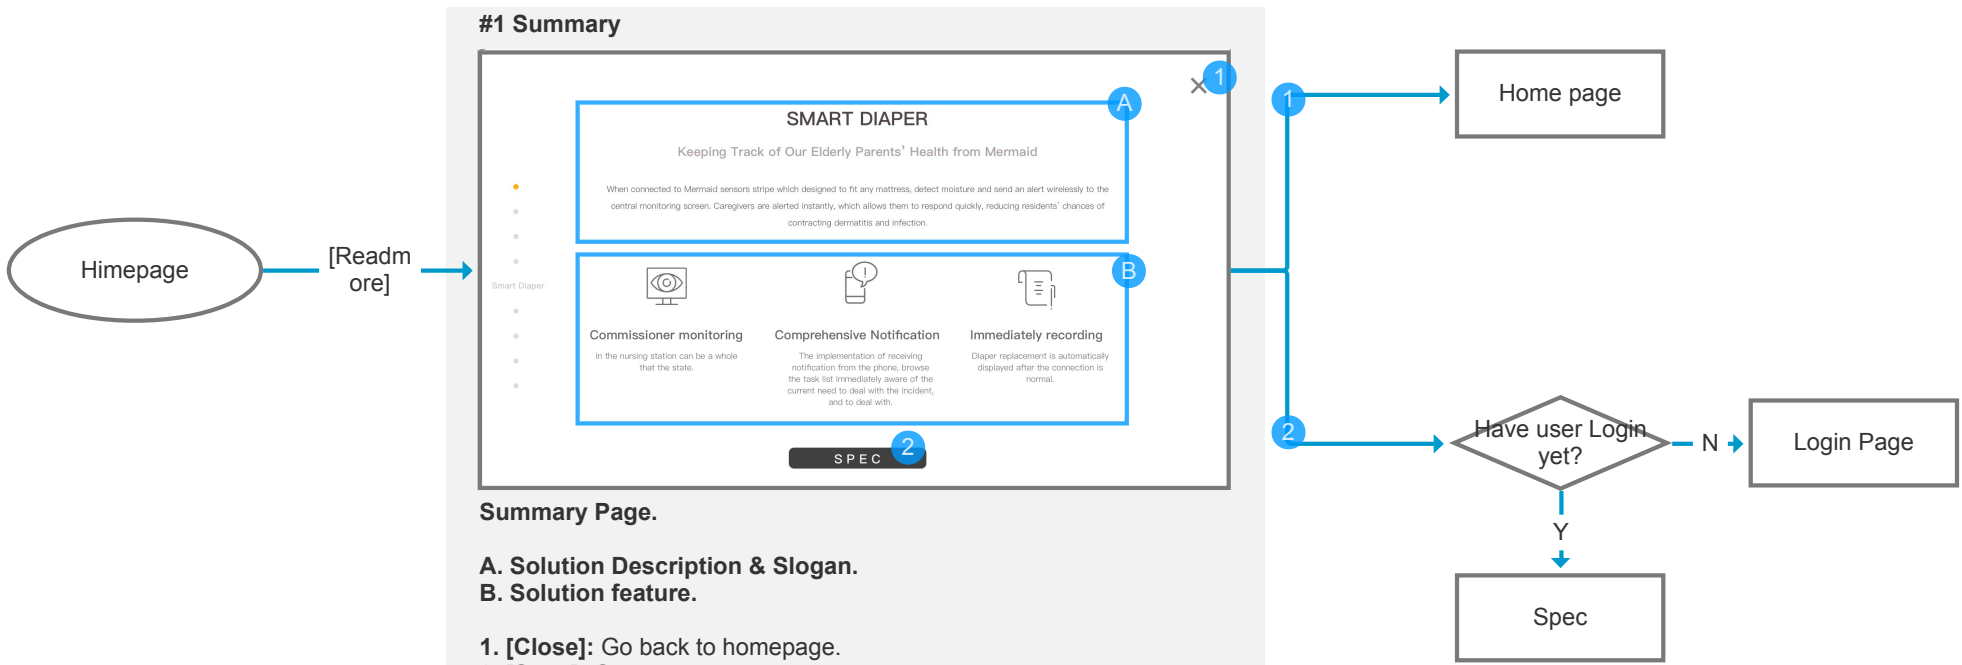 #1 Summary
1
A
SMART DIAPER
Keeping Track of Our Elderly Parents’ Health from Mermaid
When connected to Mermaid sensors stripe which designed to fit any mattress, detect moisture and send an alert wirelessly to the
central monitoring screen. Caregivers are alerted instantly, which allows them to respond quickly, reducing residents’ chances of
contracting dermatitis and infection.
Smart Diaper
B
Commissioner monitoring
In the nursing station can be a whole
that the state.
Comprehensive Notification
The implementation of receiving
notification from the phone, browse
the task list immediately aware of the
current need to deal with the incident,
and to deal with.
Immediately recording
Diaper replacement is automatically
displayed after the connection is
normal.
SPEC
2
Himepage
[Readm
ore]
1
Home page
2
Have user Login
yet?
N
Login Page
Y
Spec
Summary Page.
A. Solution Description & Slogan.
B. Solution feature.
1. [Close]: Go back to homepage.